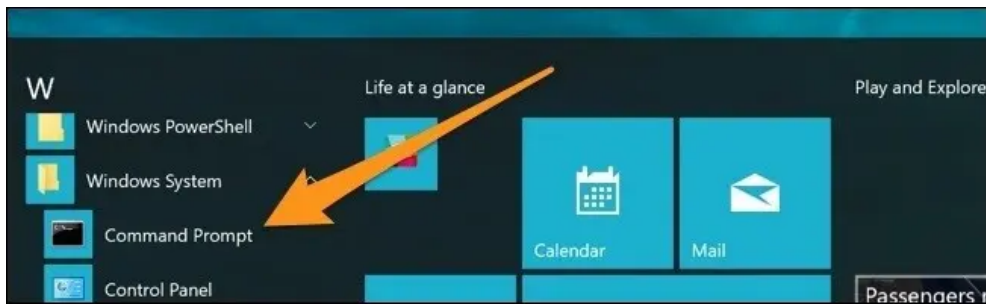 W
Windows PowerShell
Windows System
Command Prompt
Control Panel
Life at a glance
Calendar
Mail
Play and Explore
Passengers